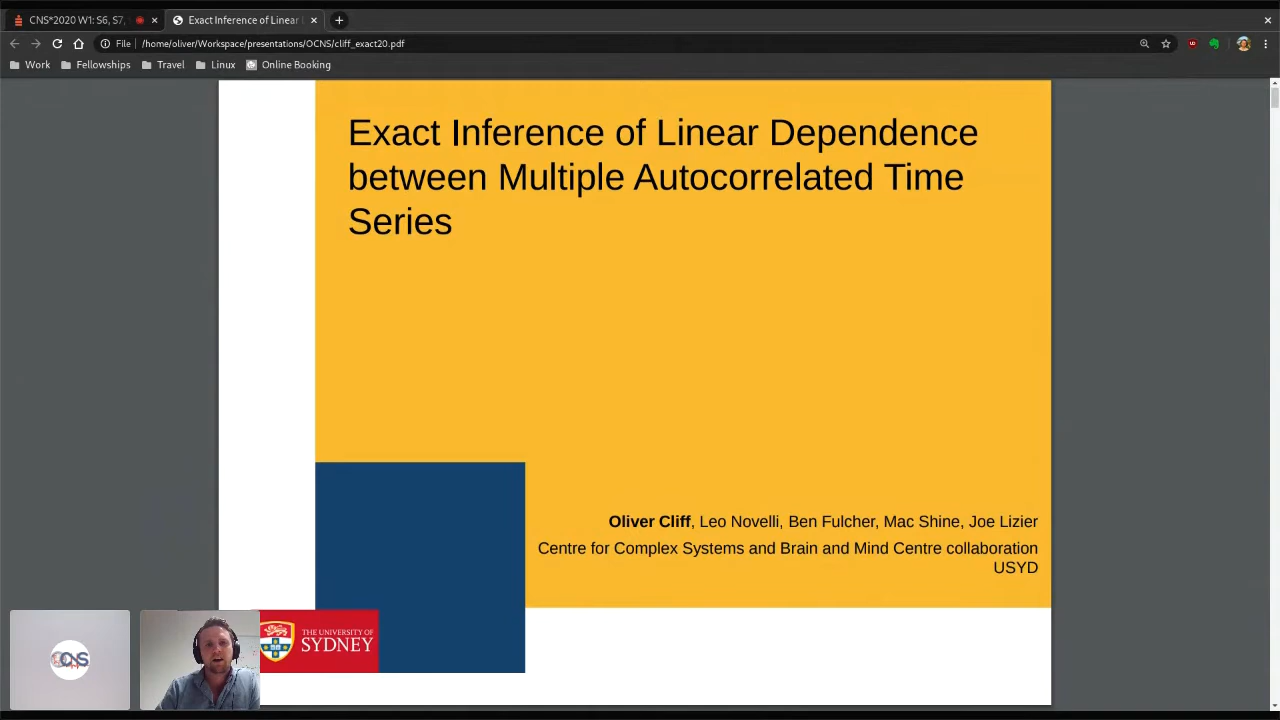 CNS*2020 W1: S6, S7,
Exact Inference of Linear
File
/home/oliver/Workspace/presentations/OCNS/cliff_exact20.pdf
Work
Fellowships
Travel
Linux
Online Booking
Exact Inference of Linear Dependence
between Multiple Autocorrelated Time
Series
Oliver Cliff, Leo Novelli, Ben Fulcher, Mac Shine, Joe Lizier
Centre for Complex Systems and Brain and Mind Centre collaboration
USYD
THE UNIVERSITY OF
SYDNEY
OCNS